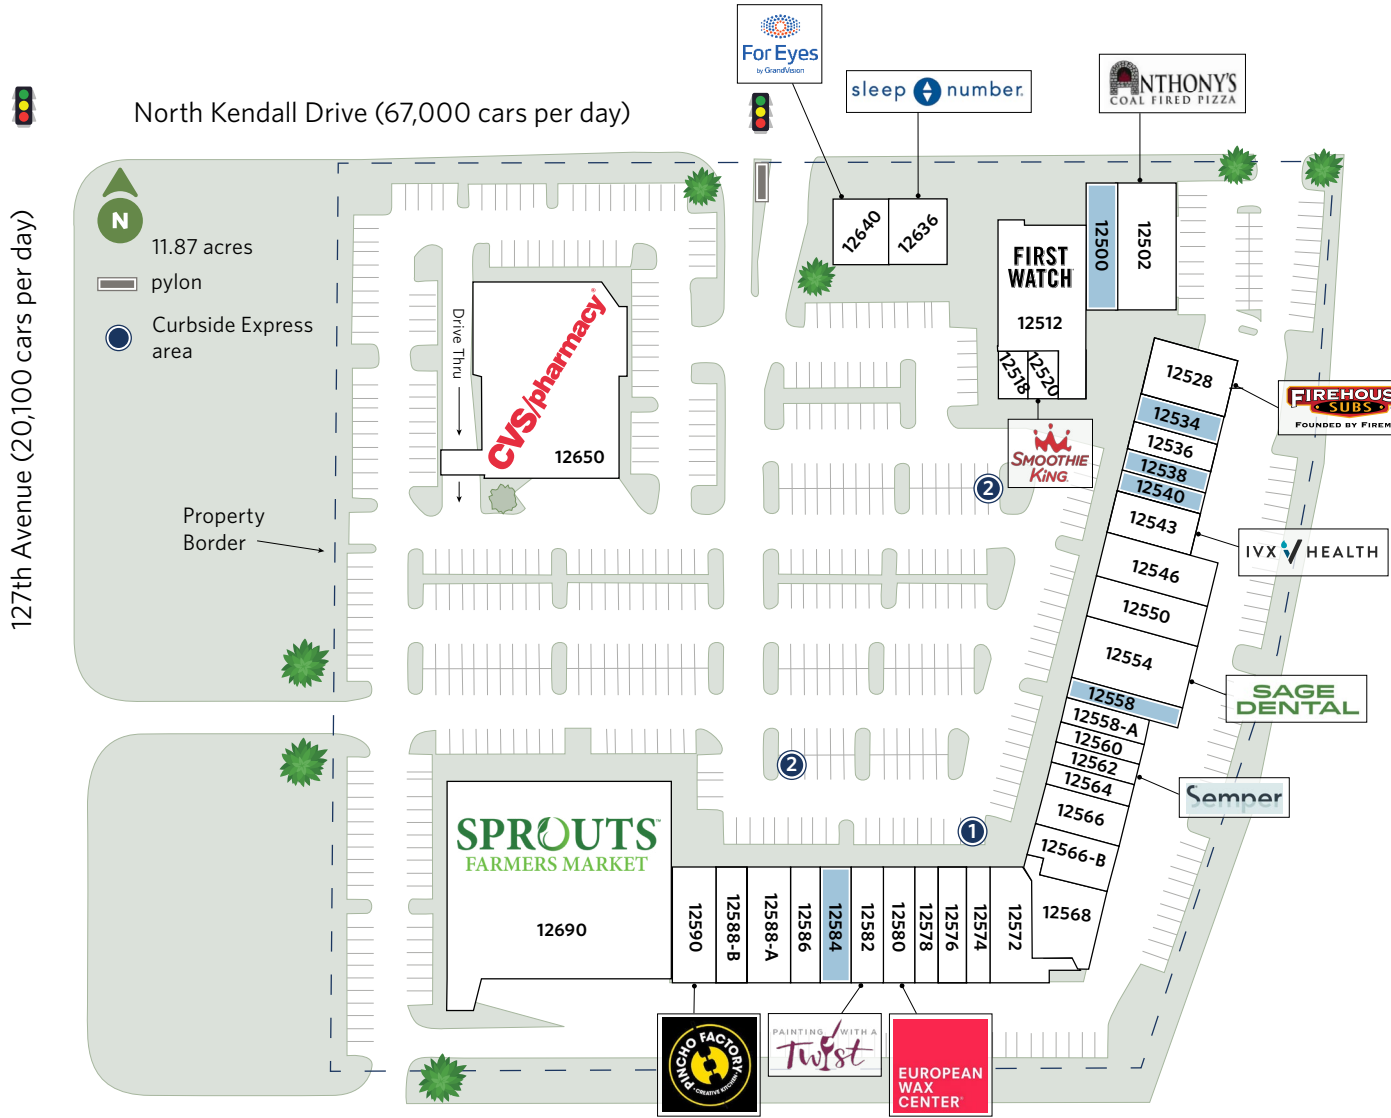 For Eyes
by GrandVision
sleep number.
ANTHONY'S
COAL FIRED PIZZA
North Kendall Drive (67,000 cars per day)
127th Avenue (20,100 cars per day)
N
11.87 acres
pylon
Curbside Express
area
Property
Border
Drive Thru
CVS/pharmacy
12650
12640
12636
FIRST
WATCH
12512
12518
12520
12500
12502
SMOOTHIE
KING
12528
FIREHOUS
SUBS
FOUNDED BY FIREM
12534
12536
12538
12540
12543
IVX HEALTH
12546
12550
12554
SAGE
DENTAL
12558
12558-A
12560
12562
12564
Semper
12566
12566-B
12568
2
2
1
SPROUTS
FARMERS MARKET
12690
12590
12588-B
12588-A
12586
12584
12582
12580
12578
12576
12574
12572
PINCHO FACTORY
• CREATIVE KITCHEN •
PAINTING WITH A
Twist
EUROPEAN
WAX
CENTER